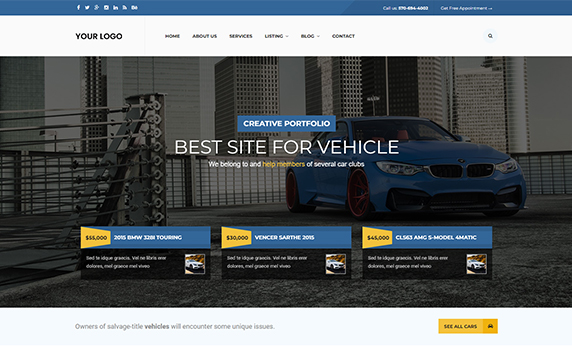 Call us: 570-694-4002 Get Free Appointment →
YOUR LOGO HOME ABOUT US SERVICES LISTING BLOG CONTACT
CREATIVE PORTFOLIO
BEST SITE FOR VEHICLE
We belong to and help members of several car clubs
$55,000 2015 BMW 328I TOURING
Sed te idque graecis. Vel ne libris erer
dolores, mel graece mel viveo
$30,000 VENCER SARTHE 2015
Sed te idque graecis. Vel ne libris erer
dolores, mel graece mel viveo
$45,000 CLS63 AMG S-MODEL 4MATIC
Sed te idque graecis. Vel ne libris erer
dolores, mel graece mel viveo
Owners of salvage-title vehicles will encounter some unique issues.
SEE ALL CARS